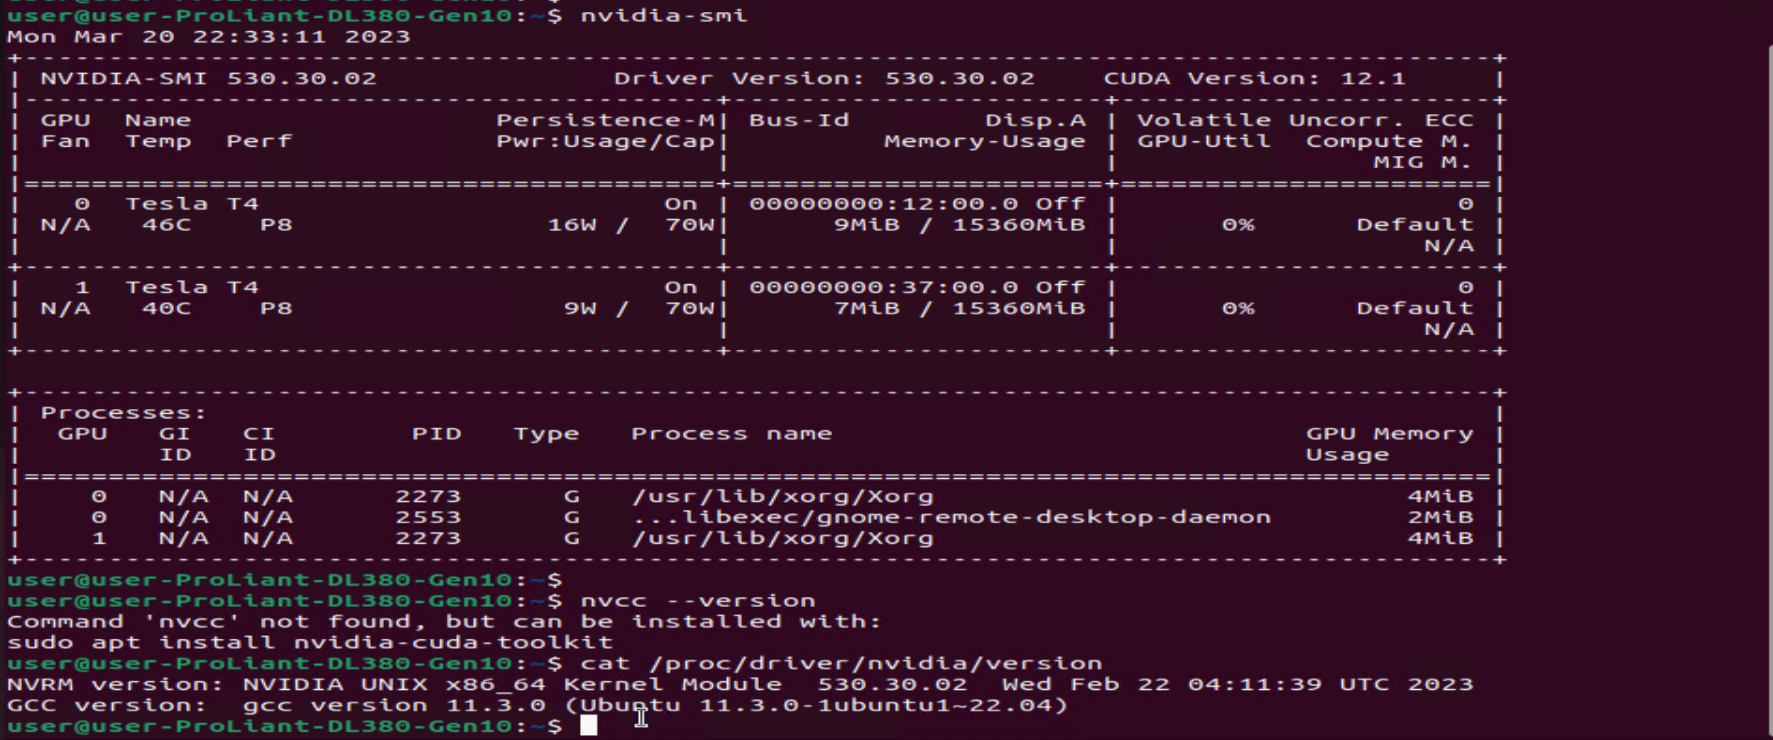 user@user-ProLiant-DL380-Gen10:~$ nvidia-smi
Mon Mar 20 22:33:11 2023
+---------------------------------------------------------------------------------------+
| NVIDIA-SMI 530.30.02              Driver Version: 530.30.02    CUDA Version: 12.1     |
|-----------------------------------------+----------------------+----------------------+
| GPU  Name                  Persistence-M| Bus-Id        Disp.A | Volatile Uncorr. ECC |
| Fan  Temp  Perf            Pwr:Usage/Cap|         Memory-Usage | GPU-Util  Compute M. |
|                                         |                      |               MIG M. |
|=========================================+======================+======================|
|   0  Tesla T4                        On | 00000000:12:00.0 Off |                    0 |
| N/A   46C    P8              16W /  70W|      9MiB / 15360MiB |      0%      Default |
|                                         |                      |                  N/A |
+-----------------------------------------+----------------------+----------------------+
|   1  Tesla T4                        On | 00000000:37:00.0 Off |                    0 |
| N/A   40C    P8               9W /  70W|      7MiB / 15360MiB |      0%      Default |
|                                         |                      |                  N/A |
+-----------------------------------------+----------------------+----------------------+
+---------------------------------------------------------------------------------------+
| Processes:                                                                            |
|  GPU   GI   CI        PID   Type   Process name                            GPU Memory |
|        ID   ID                                                             Usage      |
|=======================================================================================|
|    0   N/A  N/A      2273      G   /usr/lib/xorg/Xorg                            4MiB |
|    0   N/A  N/A      2553      G   ...libexec/gnome-remote-desktop-daemon        2MiB |
|    1   N/A  N/A      2273      G   /usr/lib/xorg/Xorg                            4MiB |
+---------------------------------------------------------------------------------------+
user@user-ProLiant-DL380-Gen10:~$
user@user-ProLiant-DL380-Gen10:~$ nvcc --version
Command 'nvcc' not found, but can be installed with:
sudo apt install nvidia-cuda-toolkit
user@user-ProLiant-DL380-Gen10:~$ cat /proc/driver/nvidia/version
NVRM version: NVIDIA UNIX x86_64 Kernel Module  530.30.02  Wed Feb 22 04:11:39 UTC 2023
GCC version:  gcc version 11.3.0 (Ubuntu 11.3.0-1ubuntu1~22.04)
user@user-ProLiant-DL380-Gen10:~$